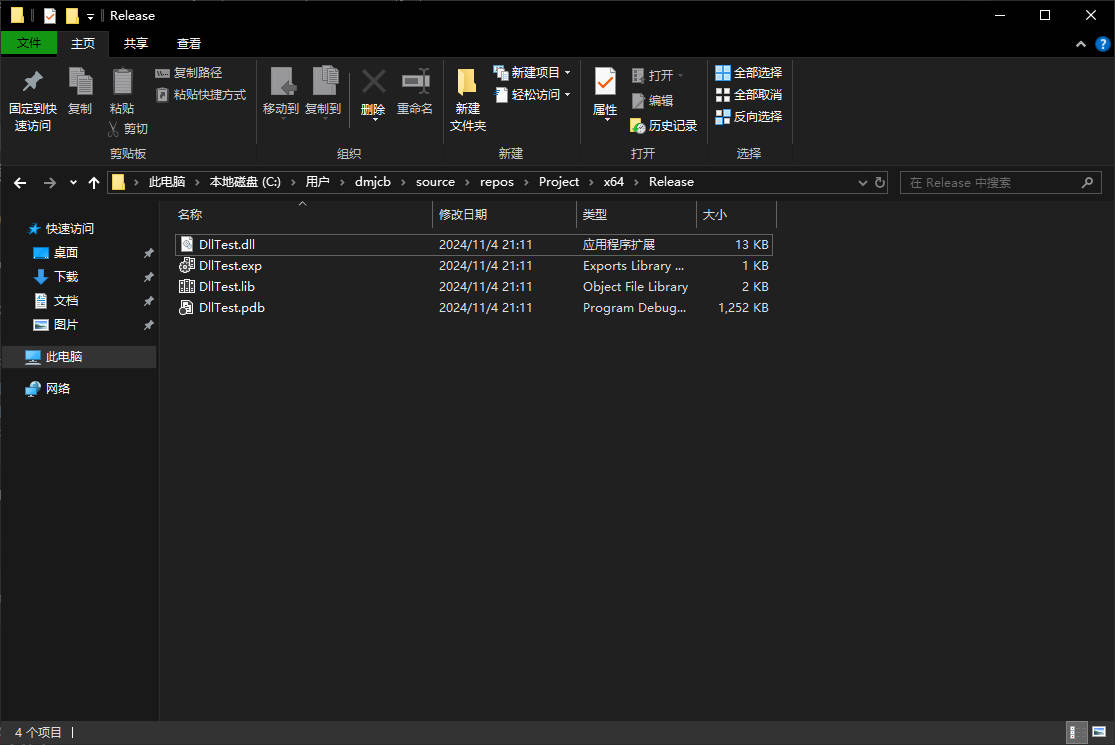 Release
文件 主页 共享 查看
固定到快速访问
复制
粘贴
复制路径
粘贴快捷方式
剪切
剪贴板
移动到
复制到
删除
重命名
组织
新建文件夹
新建项目
轻松访问
新建
属性
打开
编辑
历史记录
打开
全部选择
全部取消
反向选择
选择
此电脑 本地磁盘 (C:) 用户 dmjcb source repos Project x64 Release
在 Release 中搜索
快速访问
桌面
下载
文档
图片
此电脑
网络
名称 修改日期 类型 大小
DllTest.dll 2024/11/4 21:11 应用程序扩展 13 KB
DllTest.exp 2024/11/4 21:11 Exports Library ... 1 KB
DllTest.lib 2024/11/4 21:11 Object File Library 2 KB
DllTest.pdb 2024/11/4 21:11 Program Debug... 1,252 KB
4 个项目